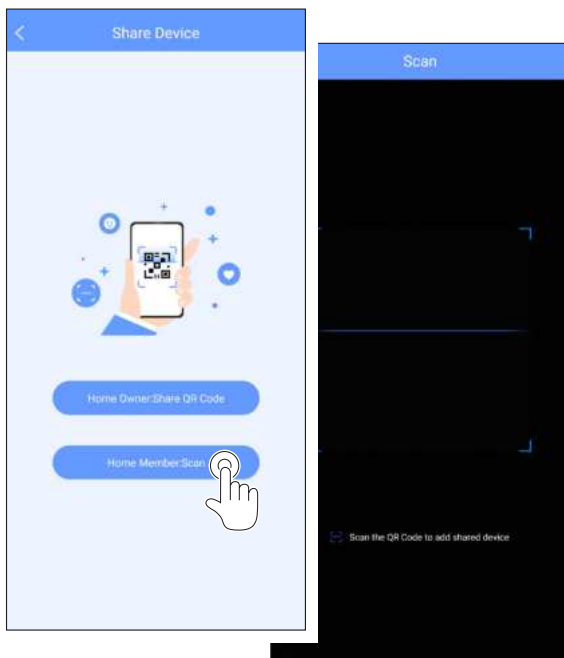 Share Device
Home Owner:Share QR Code
Home Member:Scan
Scan
Scan the QR Code to add shared device